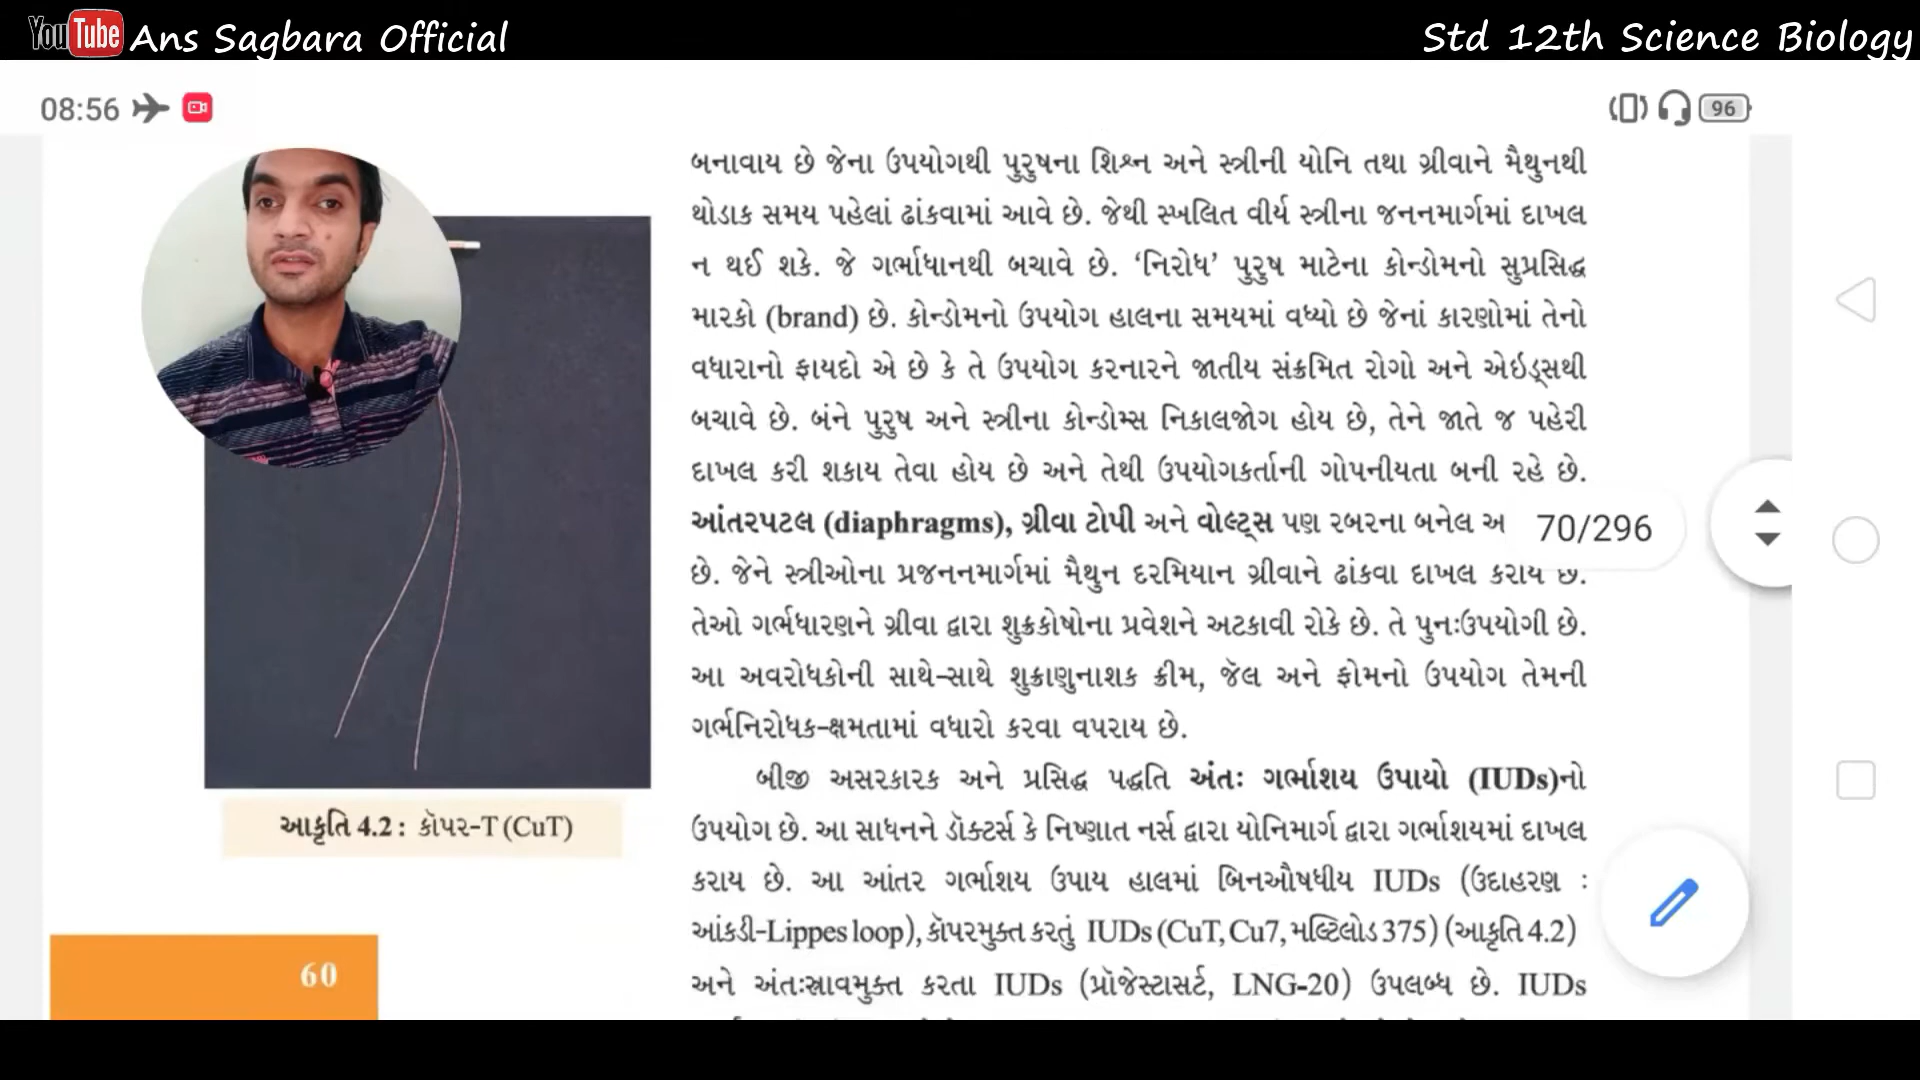 YouTube Ans Sagbara Official
Std 12th Science Biology
08:56
96
બનાવાય છે જેના ઉપયોગથી પુરુષના શિશ્ન અને સ્ત્રીની યોનિ તથા ગ્રીવાને મૈથુનથી
થોડાક સમય પહેલાં ઢાંકવામાં આવે છે. જેથી સ્ખલિત વીર્ય સ્ત્રીના જનનમાર્ગમાં દાખલ
ન થઈ શકે. જે ગર્ભાધાનથી બચાવે છે. ‘નિરોધ’ પુરુષ માટેના કોન્ડોમનો સુપ્રસિદ્ધ
મારકો (brand) છે. કોન્ડોમનો ઉપયોગ હાલના સમયમાં વધ્યો છે જેનાં કારણોમાં તેનો
વધારાનો ફાયદો એ છે કે તે ઉપયોગ કરનારને જાતીય સંક્રમિત રોગો અને એઇડ્સથી
બચાવે છે. બંને પુરુષ અને સ્ત્રીના કોન્ડોમ્સ નિકાલજોગ હોય છે, તેને જાતે જ પહેરી
દાખલ કરી શકાય તેવા હોય છે અને તેથી ઉપયોગકર્તાની ગોપનીયતા બની રહે છે.
આંતરપટલ (diaphragms), ગ્રીવા ટોપી અને વોલ્ટ્સ પણ રબરના બનેલ અ
70/296
છે. જેને સ્ત્રીઓના પ્રજનનમાર્ગમાં મૈથુન દરમિયાન ગ્રીવાને ઢાંકવા દાખલ કરાય છે.
તેઓ ગર્ભધારણને ગ્રીવા દ્વારા શુક્રકોષોના પ્રવેશને અટકાવી રોકે છે. તે પુનઃઉપયોગી છે.
આ અવરોધકોની સાથે-સાથે શુક્રાણુનાશક ક્રીમ, જૅલ અને ફોમનો ઉપયોગ તેમની
ગર્ભનિરોધક-ક્ષમતામાં વધારો કરવા વપરાય છે.
બીજી અસરકારક અને પ્રસિદ્ધ પદ્ધતિ અંતઃ ગર્ભાશય ઉપાયો (IUDs)નો
ઉપયોગ છે. આ સાધનને ડૉક્ટર્સ કે નિષ્ણાત નર્સ દ્વારા યોનિમાર્ગ દ્વારા ગર્ભાશયમાં દાખલ
કરાય છે. આ આંતર ગર્ભાશય ઉપાય હાલમાં બિનઔષધીય IUDs (ઉદાહરણ :
આંકડી-Lippes loop), કૉપરમુક્ત કરતું IUDs (CuT, Cu7, મલ્ટિલોડ 375) (આકૃતિ 4.2)
અને અંતઃસ્રાવમુક્ત કરતા IUDs (પ્રૉજેસ્ટાસર્ટ, LNG-20) ઉપલબ્ધ છે. IUDs
આકૃતિ 4.2 : કૉપર-T (CuT)
60